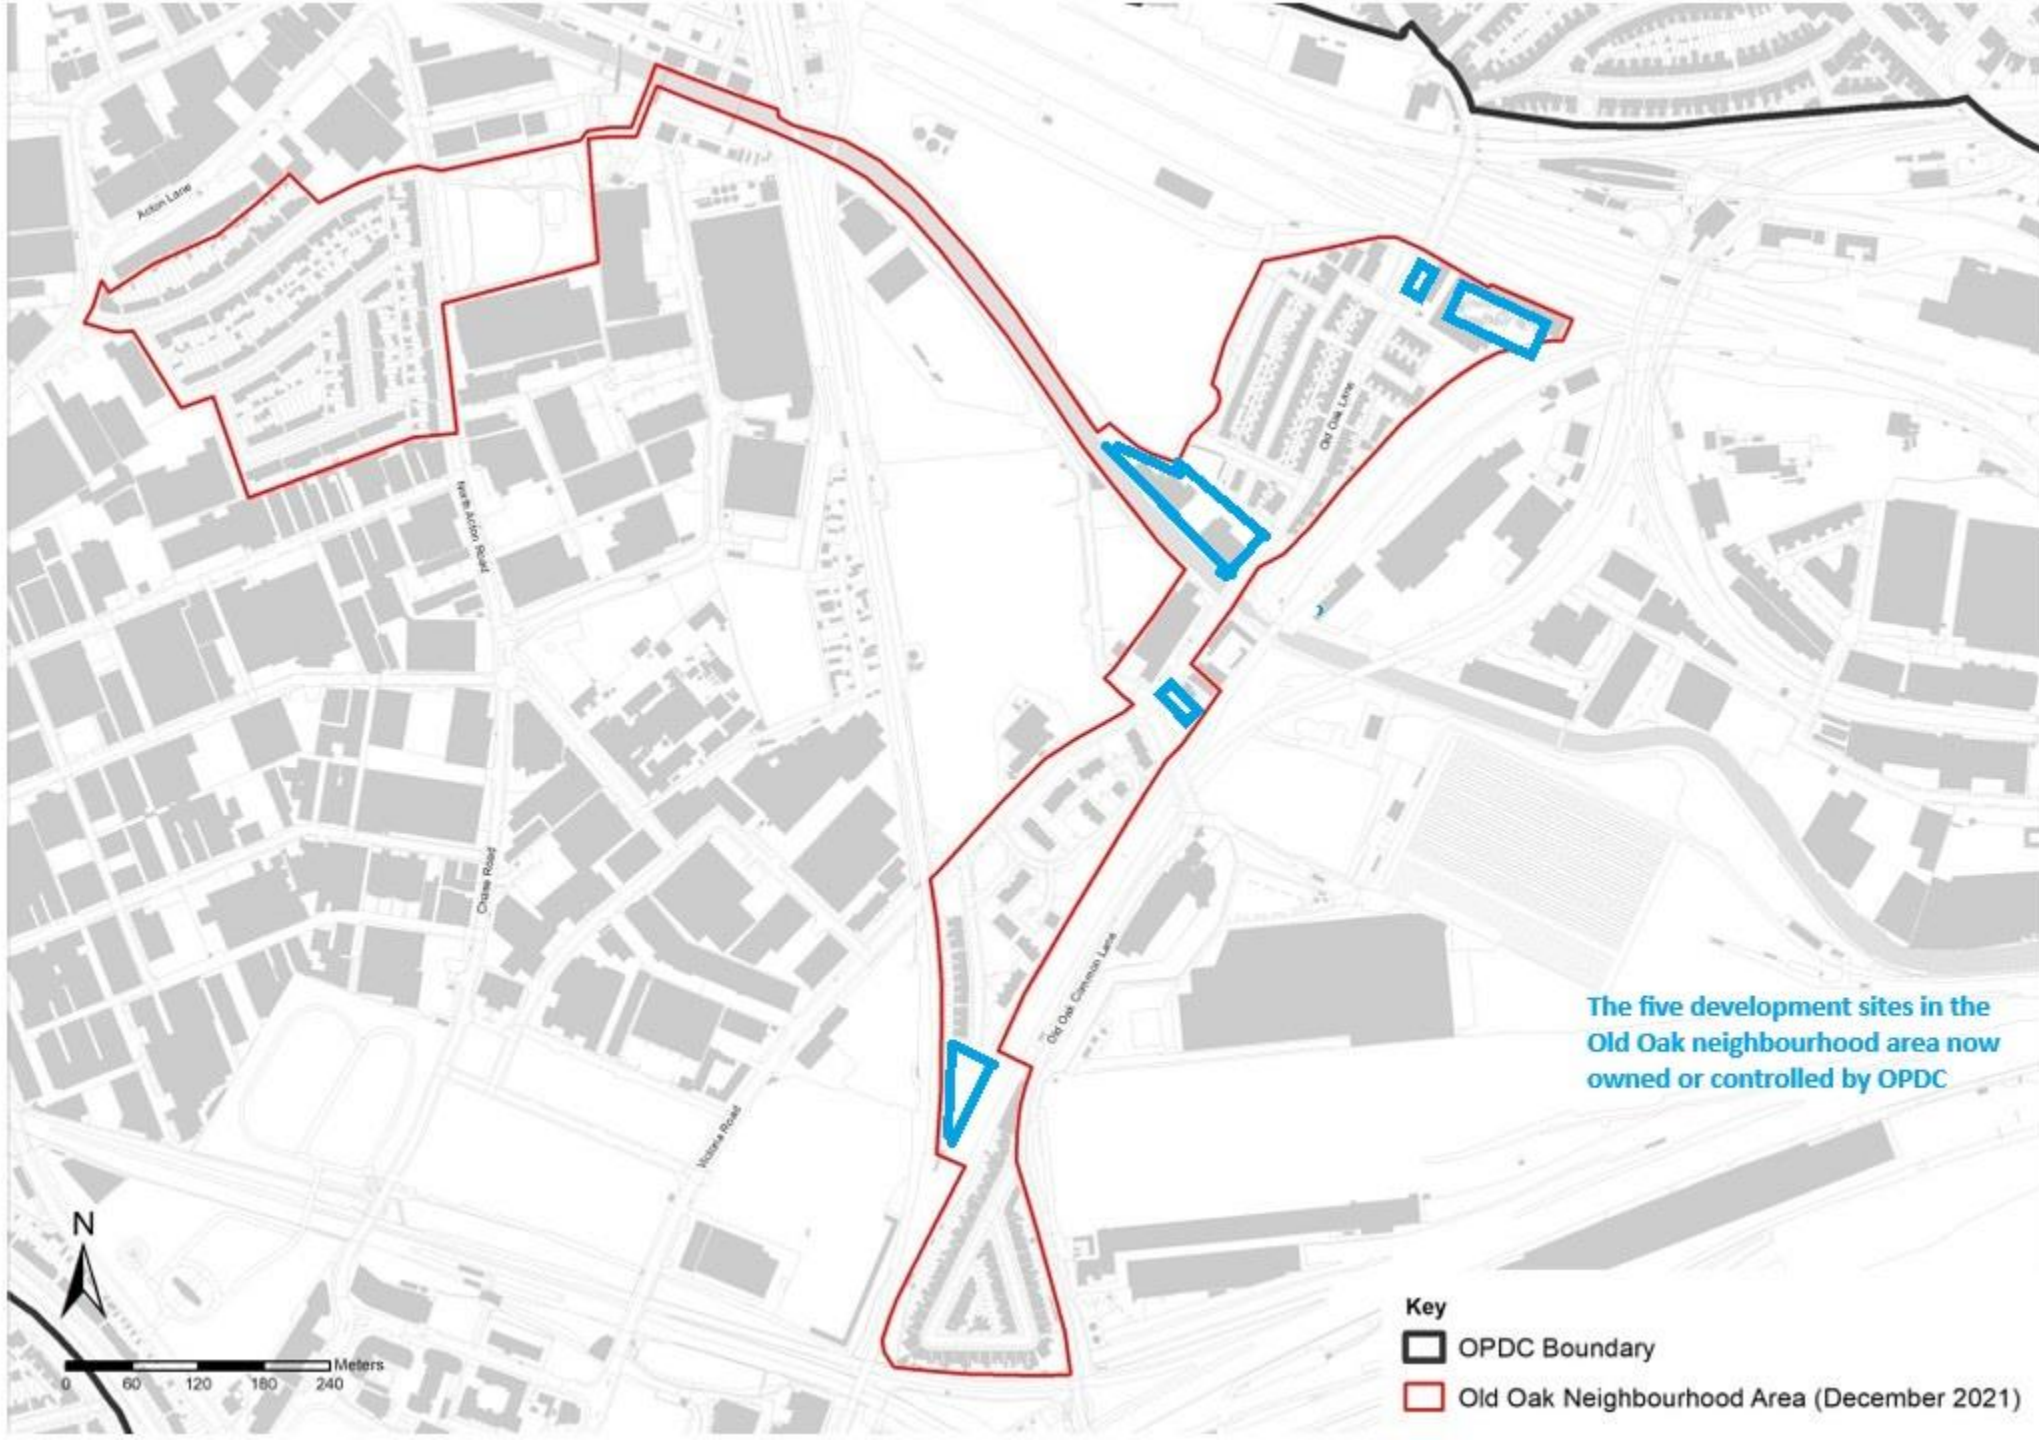 Acton Lane
Old Oak Lane
North Acton Road
Chase Road
Old Oak Common Lane
Victoria Road
The five development sites in the
Old Oak neighbourhood area now
owned or controlled by OPDC
N
Meters
0 60 120 180 240
Key
OPDC Boundary
Old Oak Neighbourhood Area (December 2021)